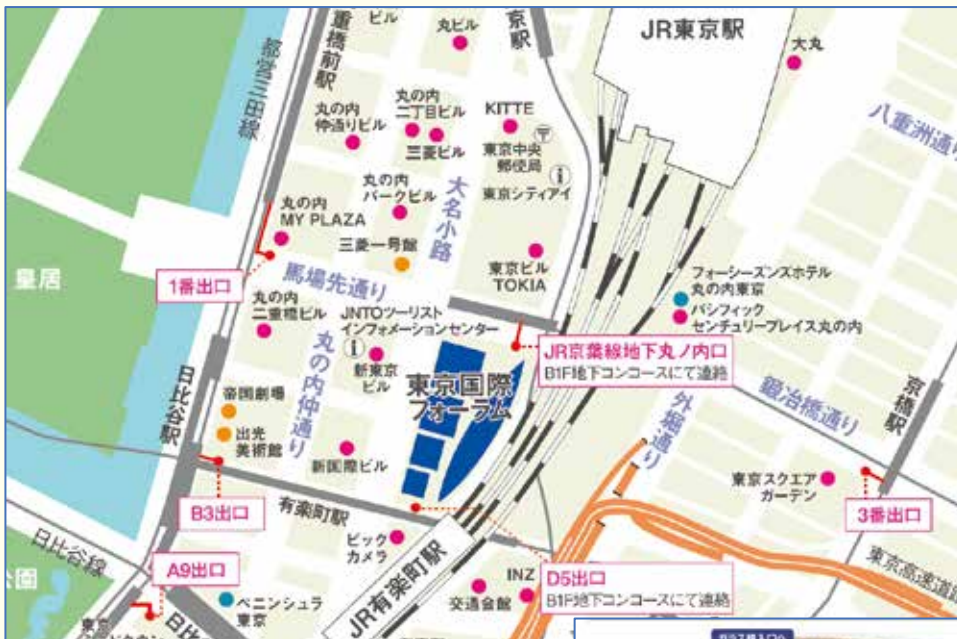 重橋前駅
ビル
丸ビル
京駅
JR東京駅
大丸
都営三田線
丸の内
仲通りビル
丸の内
二丁目ビル
三菱ビル
KITTE
〒
東京中央
郵便局
i
東京シティアイ
八重洲通り
丸の内
パークビル
大名小路
丸の内
MY PLAZA
三菱一号館
東京ビル
TOKIA
皇居
1番出口
馬場先通り
フォーシーズンズホテル
丸の内東京
パシフィック
センチュリープレイス丸の内
丸の内
二重橋ビル
JNTOツーリスト
インフォメーションセンター
i
新東京
ビル
丸の内仲通り
東京国際
フォーラム
JR京葉線地下丸ノ内口
B1F地下コンコースにて連絡
鍛冶橋通り
京橋駅
外堀通り
日比谷駅
帝国劇場
出光
美術館
新国際ビル
東京スクエア
ガーデン
3番出口
B3出口
有楽町駅
日比谷線
A9出口
ビック
カメラ
JR有楽町駅
INZ
交通会館
D5出口
B1F地下コンコースにて連絡
東京高速道路
公園
ペニンシュラ
東京
東京
日比